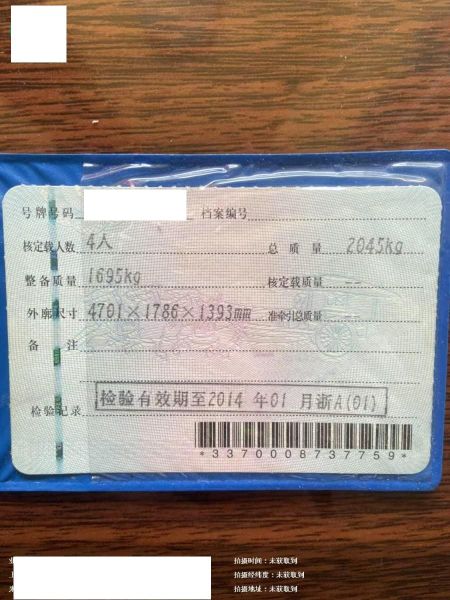 号牌号码 档案编号
核定载人数 4人 总质量 2045kg
整备质量 1695kg 核定载质量 --
外廓尺寸 4701×1786×1393mm 准牵引总质量 --
备注
检验记录 检验有效期至2014年01月浙A(01)
*3370008737759*
拍摄时间：未获取到
拍摄经纬度：未获取到
拍摄地址：未获取到